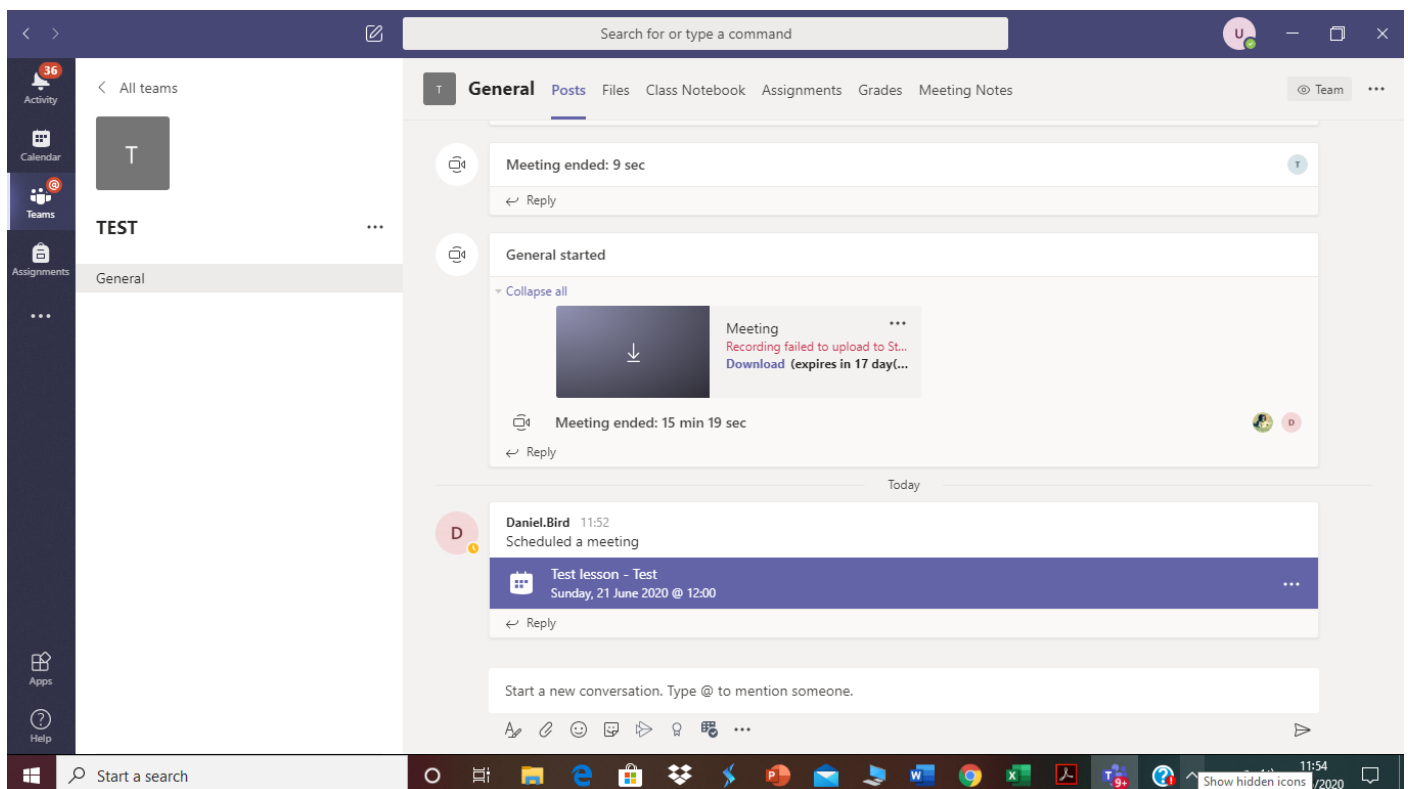 Search for or type a command
U
36
Activity
Calendar
@
Teams
Assignments
Apps
Help
All teams
T
TEST
General
T
General Posts Files Class Notebook Assignments Grades Meeting Notes
Team
Meeting ended: 9 sec
T
Reply
General started
Collapse all
Meeting
Recording failed to upload to St...
Download (expires in 17 day(...
Meeting ended: 15 min 19 sec
D
Reply
Today
D
Daniel.Bird 11:52
Scheduled a meeting
Test lesson - Test
Sunday, 21 June 2020 @ 12:00
Reply
Start a new conversation. Type @ to mention someone.
Start a search
9+
11:54
Show hidden icons
/2020